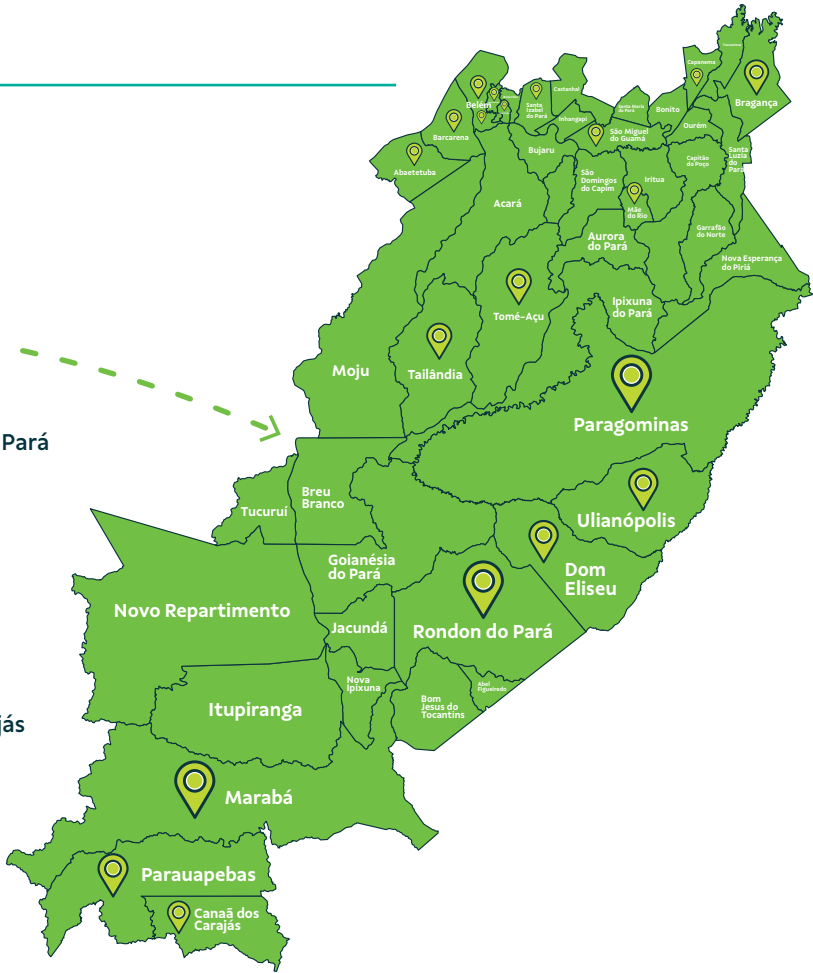 Capanema
Bragança
Belém
Santa
Izabel
do Pará
Castanhal
Inhangapi
Santa Maria
do Pará
Bonito
Ourém
Barcarena
São Miguel
do Guamá
Abaetetuba
Bujaru
São
Domingos
do Capim
Irituia
Capitão
do Poço
Santa
Luzia
do
Pará
Acará
Mãe
do Rio
Aurora
do Pará
Garrafão
do Norte
Nova Esperança
do Piriá
Ipixuna
do Pará
Tomé-Açu
Moju
Tailândia
Paragominas
Pará
Breu
Branco
Tucuruí
Ulianópolis
Goianésia
do Pará
Dom
Eliseu
Novo Repartimento
Jacundá
Rondon do Pará
Nova
Ipixuna
Abel
Figueiredo
Bom
Jesus do
Tocantins
Itupiranga
jás
Marabá
Parauapebas
Canaã dos
Carajás